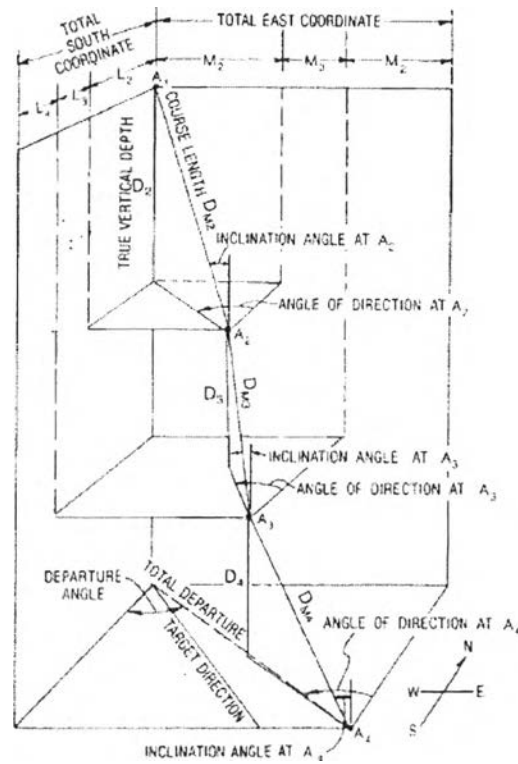 TOTAL SOUTH COORDINATE
TOTAL EAST COORDINATE
L₄
L₃
L₂
M₂
M₃
M₂
A₁
COURSE LENGTH D_M2
TRUE VERTICAL DEPTH
D₂
INCLINATION ANGLE AT A₂
ANGLE OF DIRECTION AT A₂
A₂
D₃
D_M3
INCLINATION ANGLE AT A₃
ANGLE OF DIRECTION AT A₃
A₃
D₄
D_M4
DEPARTURE ANGLE
TOTAL DEPARTURE
TARGET DIRECTION
ANGLE OF DIRECTION AT A₄
N
W
E
S
A₄
INCLINATION ANGLE AT A₄